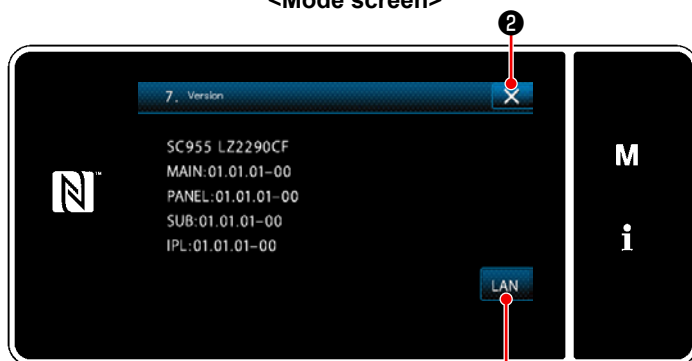 <Mode screen>
❷
7. Version
SC955 LZ2290CF
MAIN:01.01.01-00
PANEL:01.01.01-00
SUB:01.01.01-00
IPL:01.01.01-00
LAN
M
i